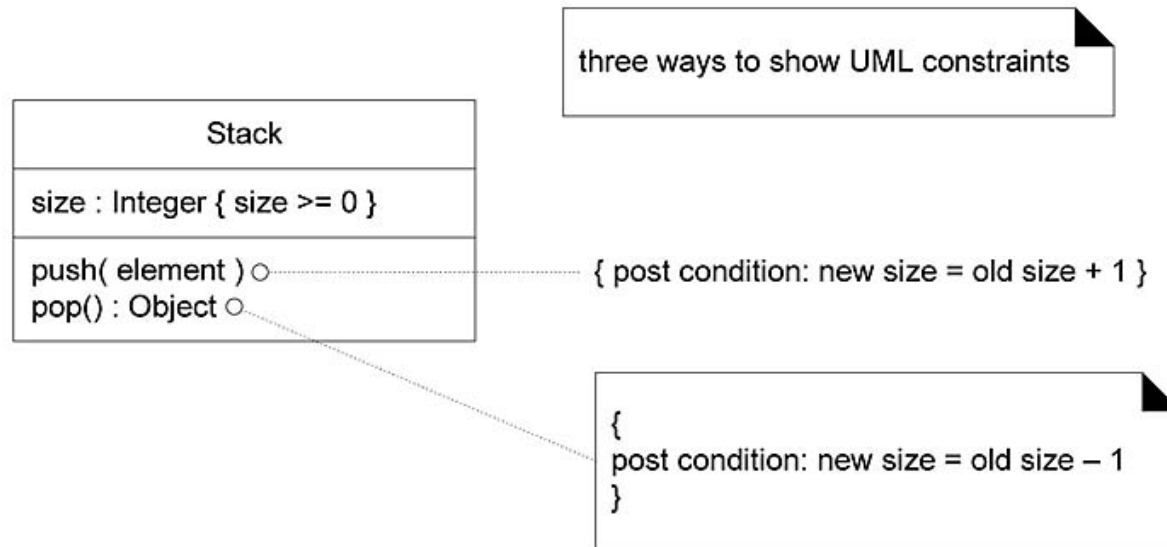 three ways to show UML constraints
Stack
size : Integer { size >= 0 }
push( element )
{ post condition: new size = old size + 1 }
pop() : Object
{
post condition: new size = old size – 1
}